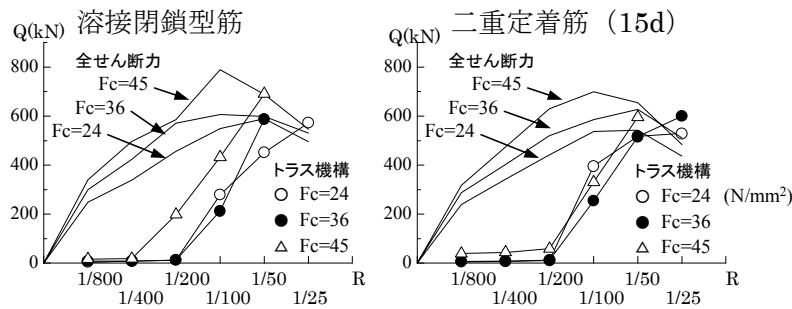 溶接閉鎖型筋
Q(kN)
全せん断力
Fc=45
Fc=36
Fc=24
800
600
400
200
0
トラス機構
Fc=24
Fc=36
Fc=45
1/800
1/400
1/200
1/100
1/50
1/25
R
二重定着筋（15d）
Q(kN)
全せん断力
Fc=45
Fc=36
Fc=24
800
600
400
200
0
トラス機構
Fc=24 (N/mm²)
Fc=36
Fc=45
1/800
1/400
1/200
1/100
1/50
1/25
R